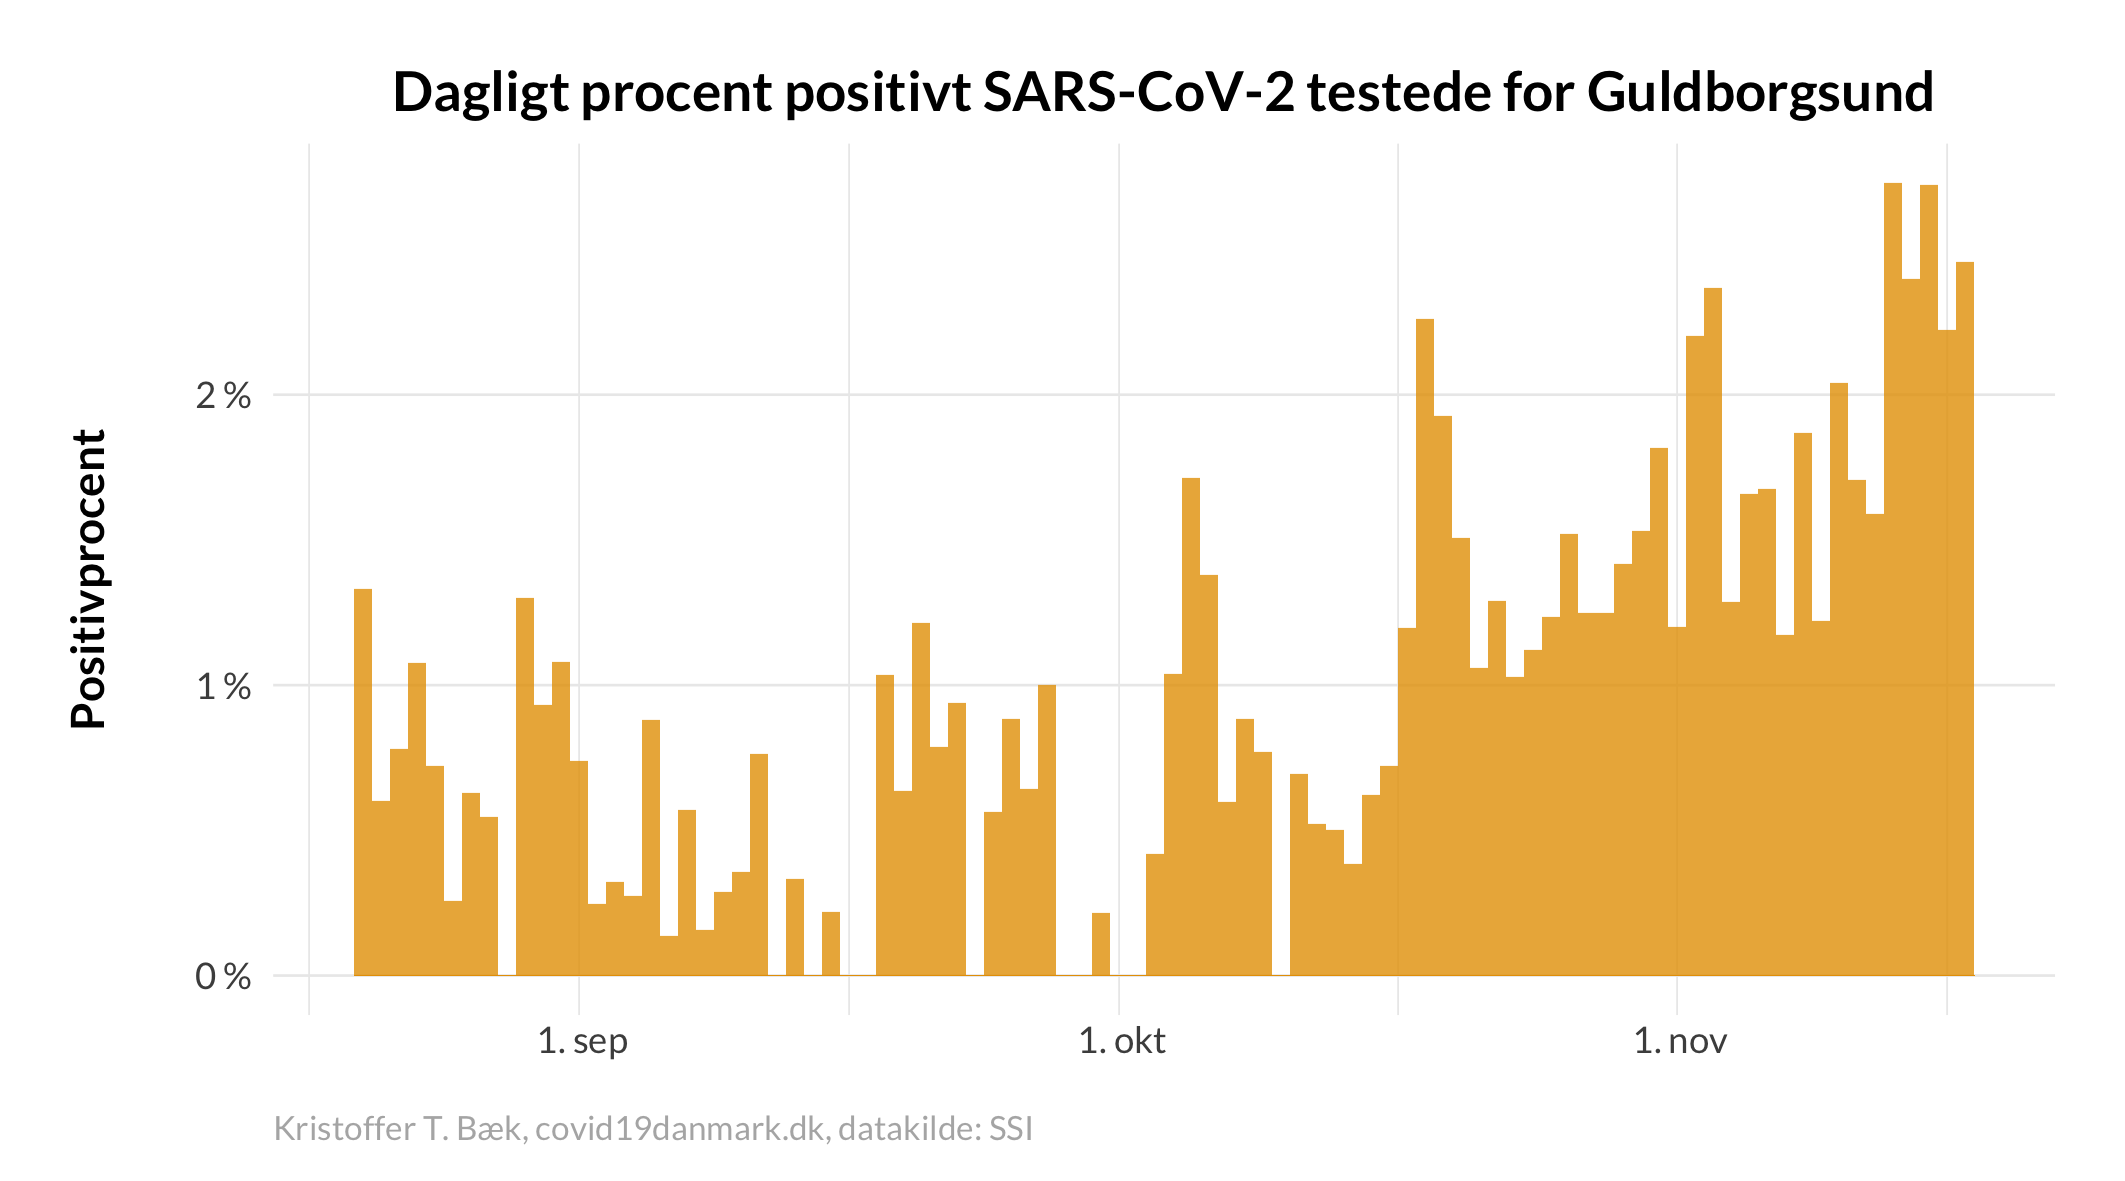 Dagligt procent positivt SARS-CoV-2 testede for Guldborgsund
Positivprocent
2 %
1 %
0 %
1. sep
1. okt
1. nov
Kristoffer T. Bæk, covid19danmark.dk, datakilde: SSI